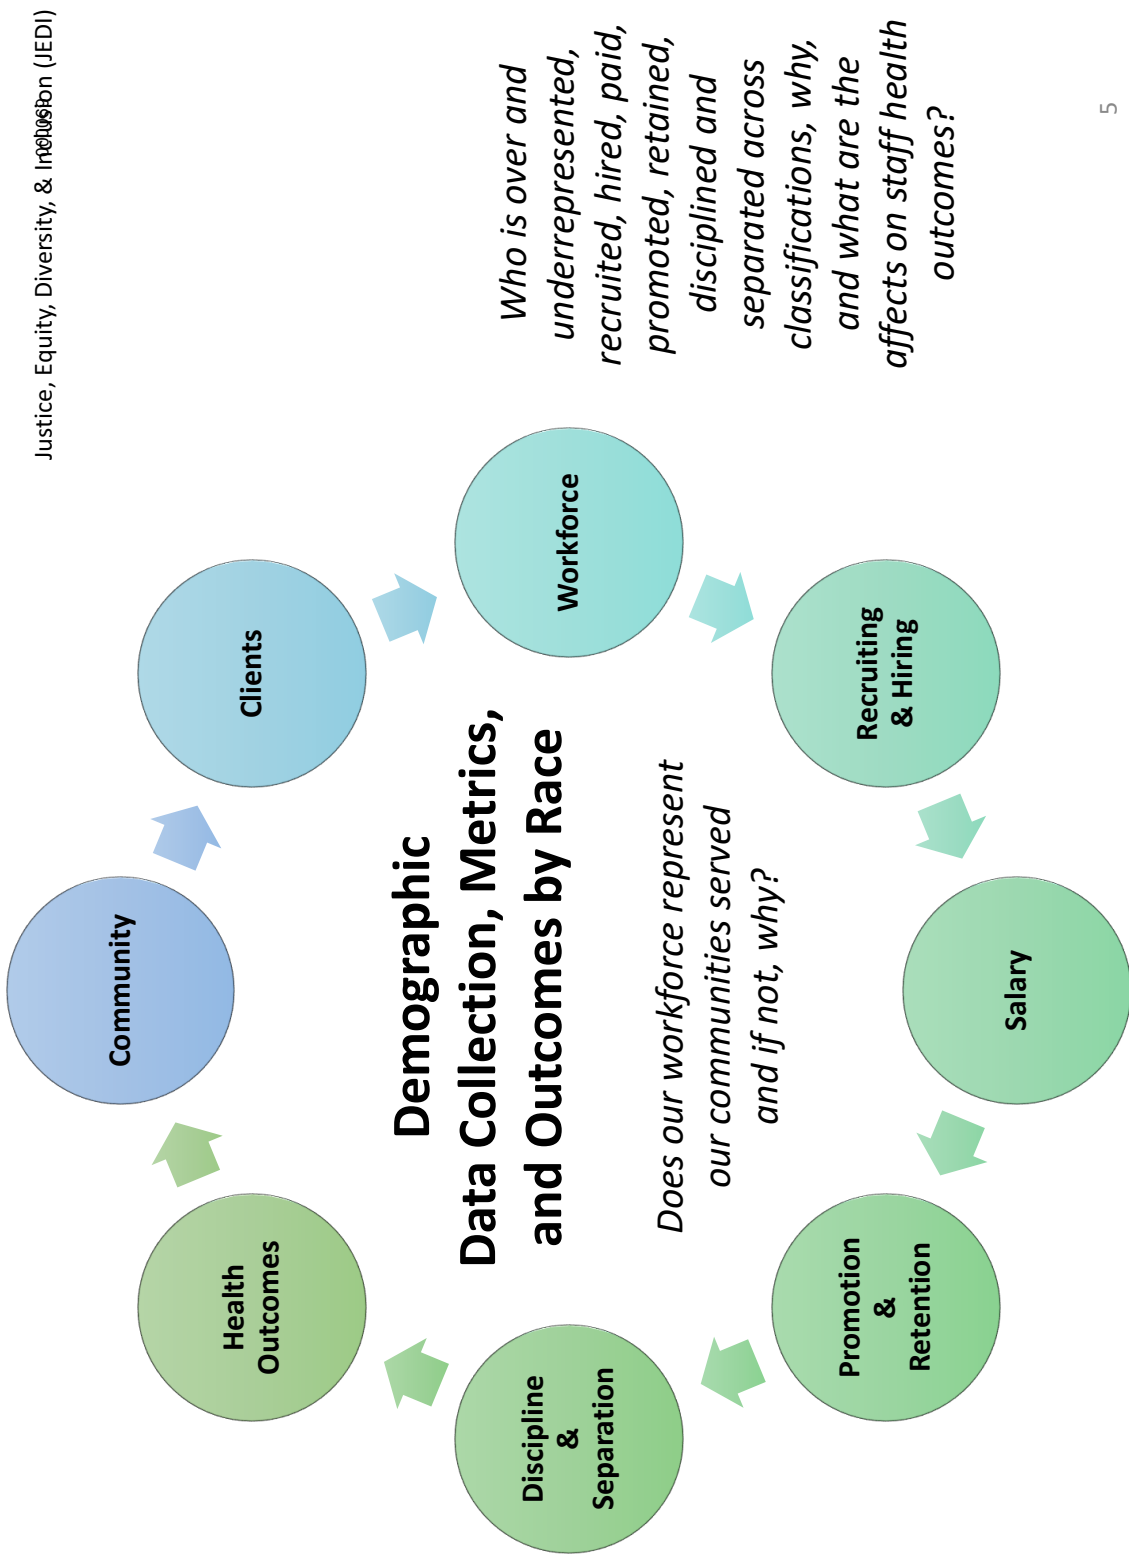 Justice, Equity, Diversity, & Inclusion (JEDI)
Community
Clients
Workforce
Recruiting
& Hiring
Salary
Promotion
&
Retention
Discipline
&
Separation
Health
Outcomes
Demographic
Data Collection, Metrics,
and Outcomes by Race
Does our workforce represent
our communities served
and if not, why?
Who is over and
underrepresented,
recruited, hired, paid,
promoted, retained,
disciplined and
separated across
classifications, why,
and what are the
affects on staff health
outcomes?
5